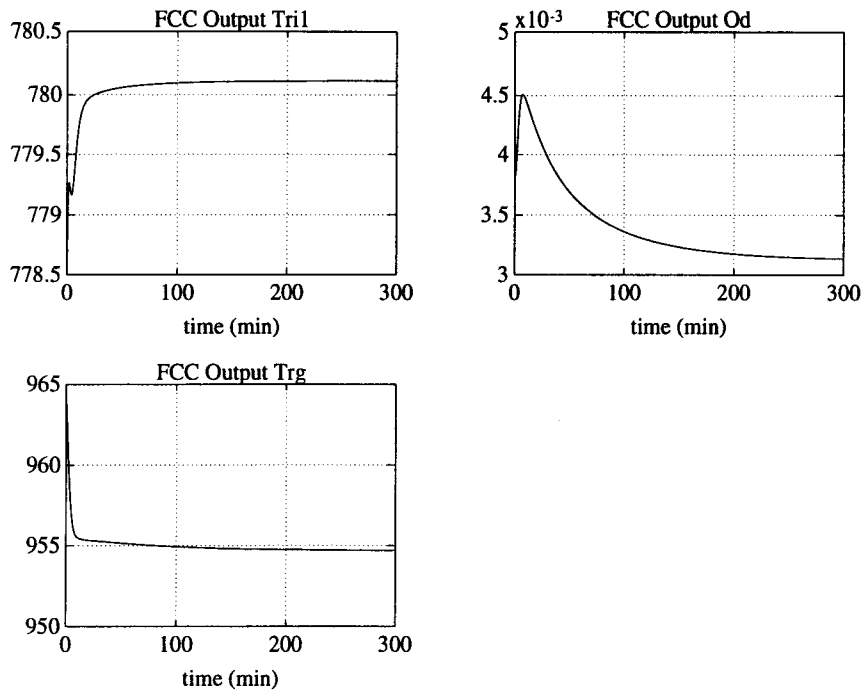 FCC Output Tri1
780.5
780
779.5
779
778.5
0 100 200 300
time (min)
FCC Output Od
x10-3
5
4.5
4
3.5
3
0 100 200 300
time (min)
FCC Output Trg
965
960
955
950
0 100 200 300
time (min)